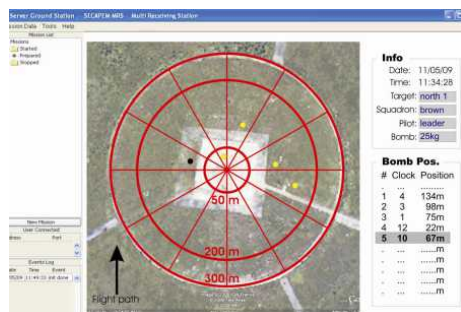 Server Ground Station SECAPEM-MRS Multi Receiving Station
Mission Data Tools Help
Mission List
Missions
Started
Prepared
Stopped
New Mission
User Connected
Address Port
Events Log
Date Time Event
50 m
200 m
300 m
Flight path
Info
Date: 11/05/09
Time: 11:34:28
Target: north 1
Squadron: brown
Pilot: leader
Bomb: 25kg
Bomb Pos.
# Clock Position
. ... .........
1 4 134m
2 3 98m
3 1 75m
4 12 22m
5 10 67m
. ... ......m
. ... ......m
. ... ......m
. ... ......m